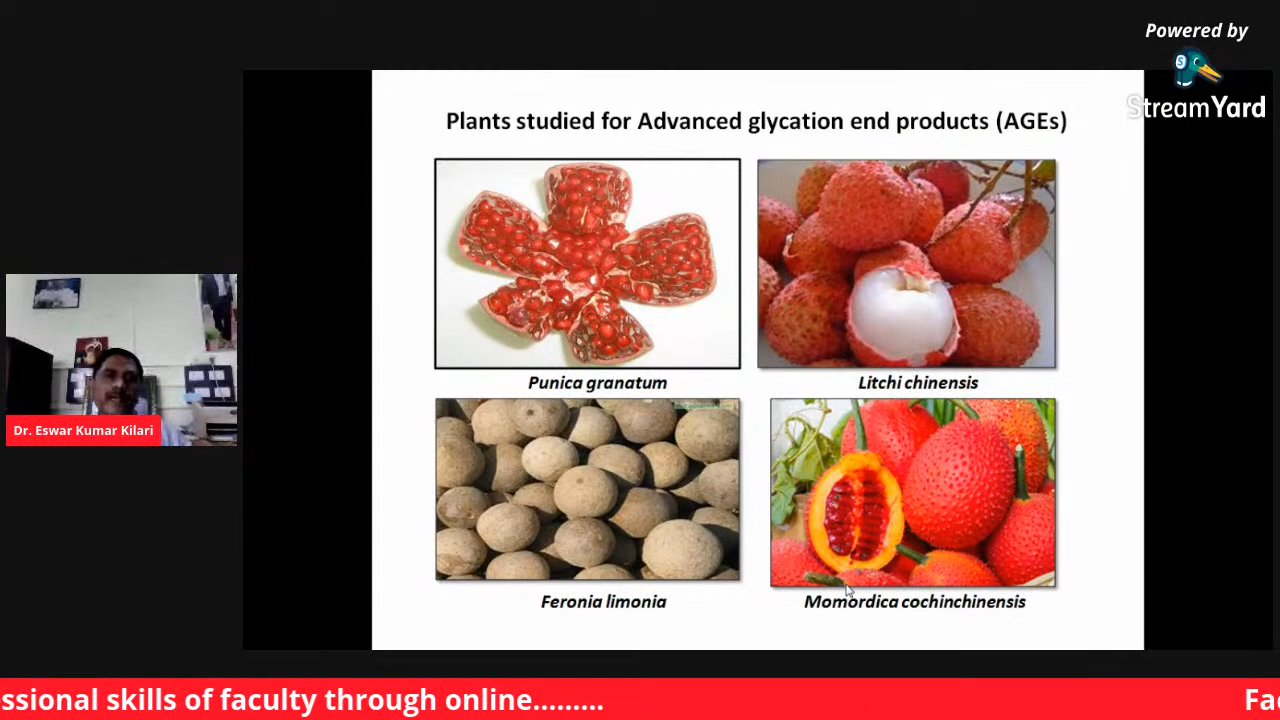 Powered by
StreamYard
Plants studied for Advanced glycation end products (AGEs)
Punica granatum
Litchi chinensis
Dr. Eswar Kumar Kilari
Feronia limonia
Momordica cochinchinensis
ssional skills of faculty through online.........
Fac